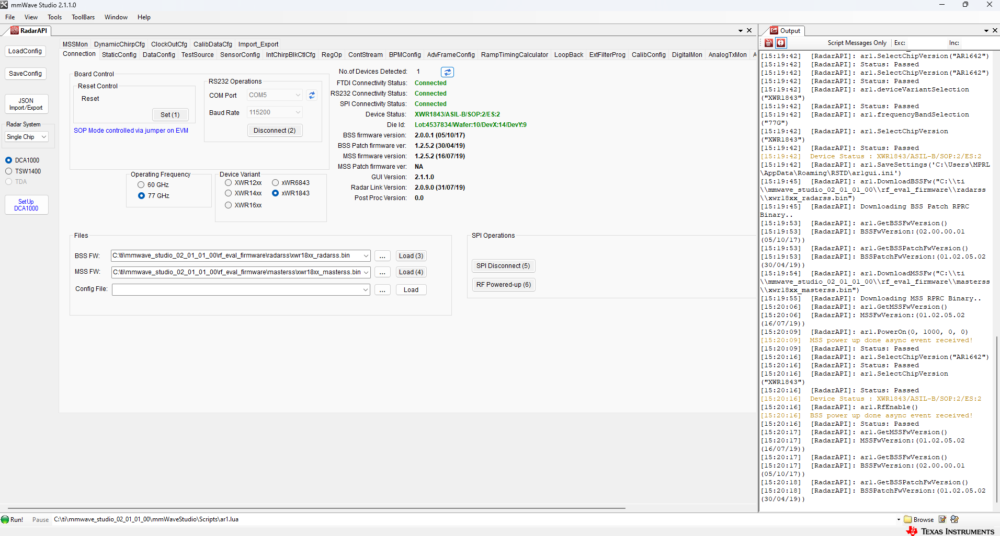 mmWave Studio 2.1.1.0
File View Tools ToolBars Window Help
RadarAPI
LoadConfig
SaveConfig
JSON
Import/Export
Radar System
Single Chip
DCA1000
TSW1400
TDA
SetUp
DCA1000
MSSMon DynamicChirpCfg ClockOutCfg CalibDataCfg Import_Export
Connection StaticConfig DataConfig TestSource SensorConfig IntChirpBlkCtlCfg RegOp ContStream BPMConfig AdvFrameConfig RampTimingCalculator LoopBack ExtFilterProg CalibConfig DigitalMon AnalogTxMon
Board Control
Reset Control
Reset
Set (1)
SOP Mode controlled via jumper on EVM
RS232 Operations
COM Port COM5
Baud Rate 115200
Disconnect (2)
Operating Frequency
60 GHz
77 GHz
Device Variant
XWR12xx xWR6843
XWR14xx xWR1843
XWR16xx
No.of Devices Detected: 1
FTDI Connectivity Status: Connected
RS232 Connectivity Status: Connected
SPI Connectivity Status: Connected
Device Status: XWR1843/ASIL-B/SOP:2/ES:2
Die Id: Lot:4537834/Wafer:10/DevX:14/DevY:9
BSS firmware version: 2.0.0.1 (05/10/17)
BSS Patch firmware ver: 1.2.5.2 (30/04/19)
MSS firmware version: 1.2.5.2 (16/07/19)
MSS Patch firmware ver: NA
GUI Version: 2.1.1.0
Radar Link Version: 2.0.9.0 (31/07/19)
Post Proc Version: 0.0
Files
BSS FW: C:\ti\mmwave_studio_02_01_01_00\rf_eval_firmware\radarss\xwr18xx_radarss.bin ... Load (3)
MSS FW: C:\ti\mmwave_studio_02_01_01_00\rf_eval_firmware\masterss\xwr18xx_masterss.bin ... Load (4)
Config File: ... Load
SPI Operations
SPI Disconnect (5)
RF Powered-up (6)
Output
Script Messages Only Exc: Inc:
[15:19:42] [RadarAPI]: ar1.SelectChipVersion("AR1642")
[15:19:42] [RadarAPI]: Status: Passed
[15:19:42] [RadarAPI]: ar1.SelectChipVersion("AR1642")
[15:19:42] [RadarAPI]: Status: Passed
[15:19:42] [RadarAPI]: ar1.deviceVariantSelection
("XWR1843")
[15:19:42] [RadarAPI]: Status: Passed
[15:19:42] [RadarAPI]: ar1.frequencyBandSelection
("77G")
[15:19:42] [RadarAPI]: ar1.SelectChipVersion
("XWR1843")
[15:19:42] [RadarAPI]: Status: Passed
[15:19:42] Device Status : XWR1843/ASIL-B/SOP:2/ES:2
[15:19:42] [RadarAPI]: ar1.SaveSettings('C:\Users\MPRL
\AppData\Roaming\RSTD\ar1gui.ini')
[15:19:45] [RadarAPI]: ar1.DownloadBSSFw("C:\\ti
\\mmwave_studio_02_01_01_00\\rf_eval_firmware\\radarss
\\xwr18xx_radarss.bin")
[15:19:45] [RadarAPI]: Downloading BSS Patch RPRC
Binary..
[15:19:53] [RadarAPI]: ar1.GetBSSFwVersion()
[15:19:53] [RadarAPI]: BSSFwVersion:(02.00.00.01
(05/10/17))
[15:19:53] [RadarAPI]: ar1.GetBSSPatchFwVersion()
[15:19:53] [RadarAPI]: BSSPatchFwVersion:(01.02.05.02
(30/04/19))
[15:19:54] [RadarAPI]: ar1.DownloadMSSFw("C:\\ti
\\mmwave_studio_02_01_01_00\\rf_eval_firmware\\masterss
\\xwr18xx_masterss.bin")
[15:19:55] [RadarAPI]: Downloading MSS RPRC Binary..
[15:20:06] [RadarAPI]: ar1.GetMSSFwVersion()
[15:20:06] [RadarAPI]: MSSFwVersion:(01.02.05.02
(16/07/19))
[15:20:09] [RadarAPI]: ar1.PowerOn(0, 1000, 0, 0)
[15:20:09] MSS power up done async event received!
[15:20:09] [RadarAPI]: Status: Passed
[15:20:16] [RadarAPI]: ar1.SelectChipVersion("AR1642")
[15:20:16] [RadarAPI]: Status: Passed
[15:20:16] [RadarAPI]: ar1.SelectChipVersion
("XWR1843")
[15:20:16] [RadarAPI]: Status: Passed
[15:20:16] Device Status : XWR1843/ASIL-B/SOP:2/ES:2
[15:20:16] [RadarAPI]: ar1.RfEnable()
[15:20:16] BSS power up done async event received!
[15:20:16] [RadarAPI]: Status: Passed
[15:20:17] [RadarAPI]: ar1.GetMSSFwVersion()
[15:20:17] [RadarAPI]: MSSFwVersion:(01.02.05.02
(16/07/19))
[15:20:17] [RadarAPI]: ar1.GetBSSFwVersion()
[15:20:17] [RadarAPI]: BSSFwVersion:(02.00.00.01
(05/10/17))
[15:20:18] [RadarAPI]: ar1.GetBSSPatchFwVersion()
[15:20:18] [RadarAPI]: BSSPatchFwVersion:(01.02.05.02
(30/04/19))
Run! Pause C:\ti\mmwave_studio_02_01_01_00\mmWaveStudio\Scripts\ar1.lua Browse
TEXAS INSTRUMENTS